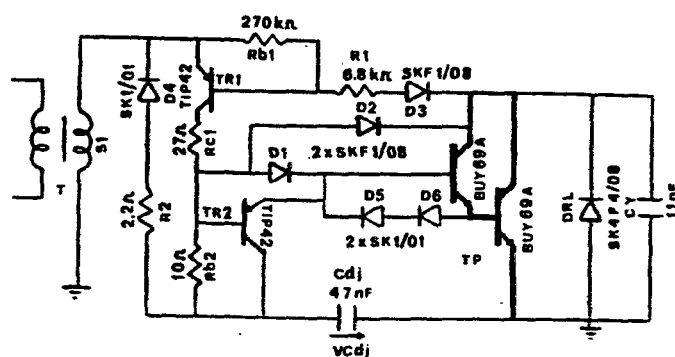 270 kΩ
Rb1
R1
6.8kΩ
SKF1/08
D3
SK1/01
D4
TIP42
TR1
D2
27Ω
Rc1
D1
2xSKF1/08
BUY69A
T
S1
2.2Ω
R2
TR2
TIP42
D5
D6
2xSK1/01
BUY69A
TP
DRL
SK4F4/08
CY
11nF
10Ω
Rb2
Cdj
47nF
VCdj